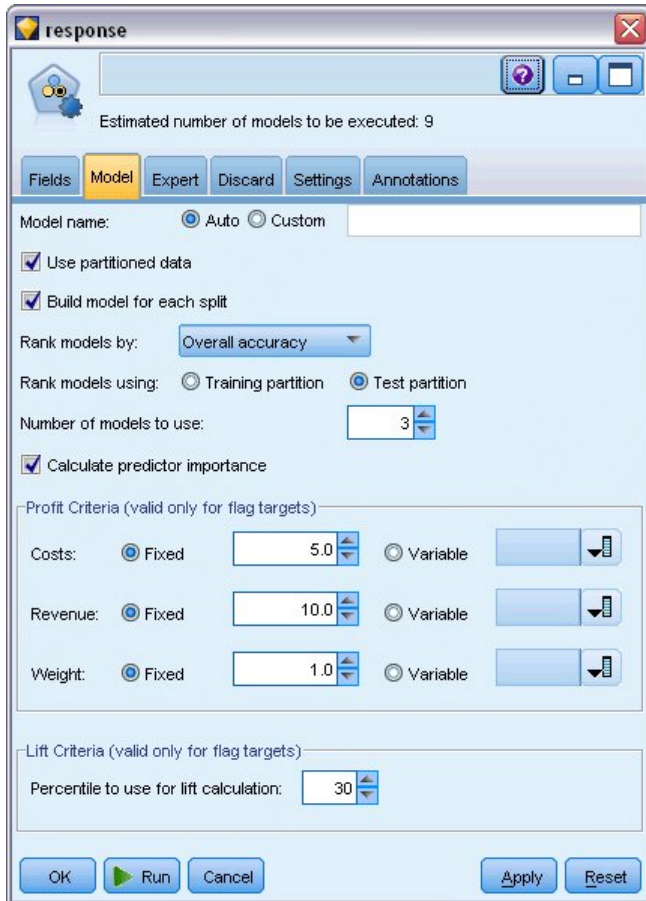 response
Estimated number of models to be executed: 9
Fields Model Expert Discard Settings Annotations
Model name: Auto Custom
Use partitioned data
Build model for each split
Rank models by: Overall accuracy
Rank models using: Training partition Test partition
Number of models to use: 3
Calculate predictor importance
Profit Criteria (valid only for flag targets)
Costs: Fixed 5.0 Variable
Revenue: Fixed 10.0 Variable
Weight: Fixed 1.0 Variable
Lift Criteria (valid only for flag targets)
Percentile to use for lift calculation: 30
OK Run Cancel Apply Reset